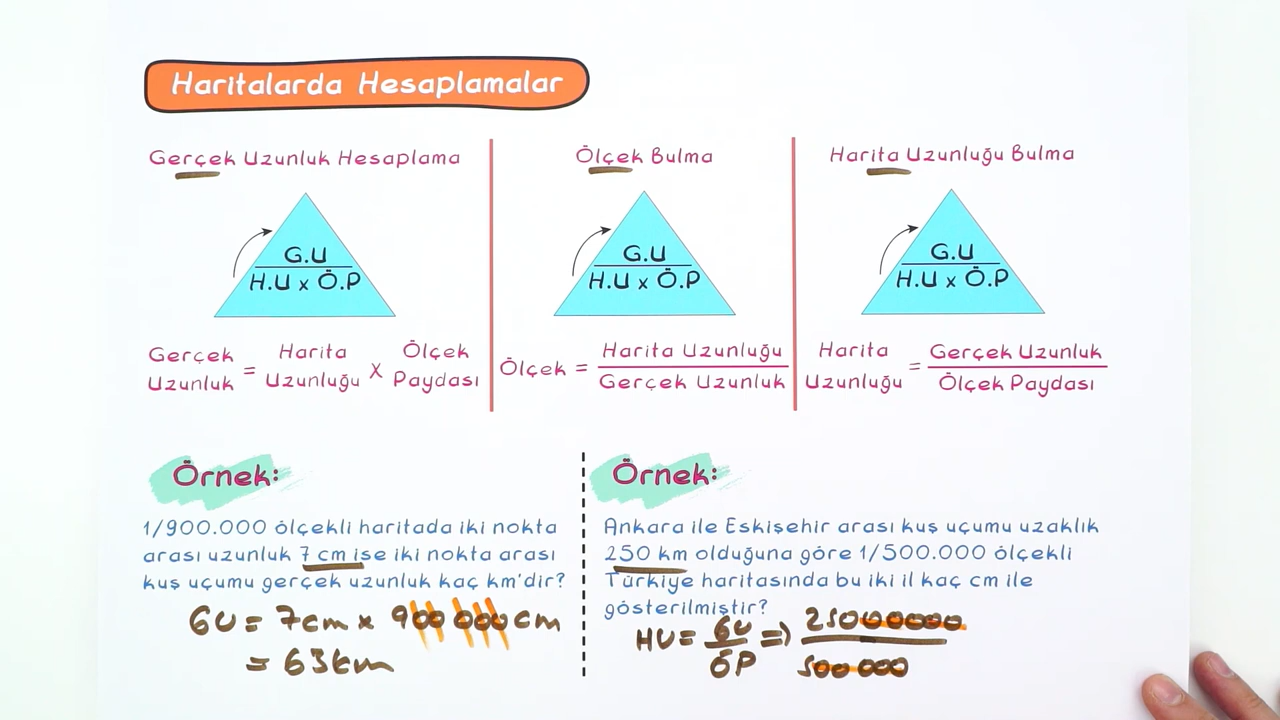 Haritalarda Hesaplamalar
Gerçek Uzunluk Hesaplama
G.U
H.U x Ö.P
Gerçek Uzunluk = Harita Uzunluğu X Ölçek Paydası
Ölçek Bulma
G.U
H.U x Ö.P
Ölçek = Harita Uzunluğu
Gerçek Uzunluk
Harita Uzunluğu Bulma
G.U
H.U x Ö.P
Harita Uzunluğu = Gerçek Uzunluk
Ölçek Paydası
Örnek:
1/900.000 ölçekli haritada iki nokta
arası uzunluk 7 cm ise iki nokta arası
kuş uçumu gerçek uzunluk kaç km'dir?
GU = 7cm x 900 000 cm
= 63km
Örnek:
Ankara ile Eskişehir arası kuş uçumu uzaklık
250 km olduğuna göre 1/500.000 ölçekli
Türkiye haritasında bu iki il kaç cm ile
gösterilmiştir?
HU = GU => 25000000
ÖP 500 000